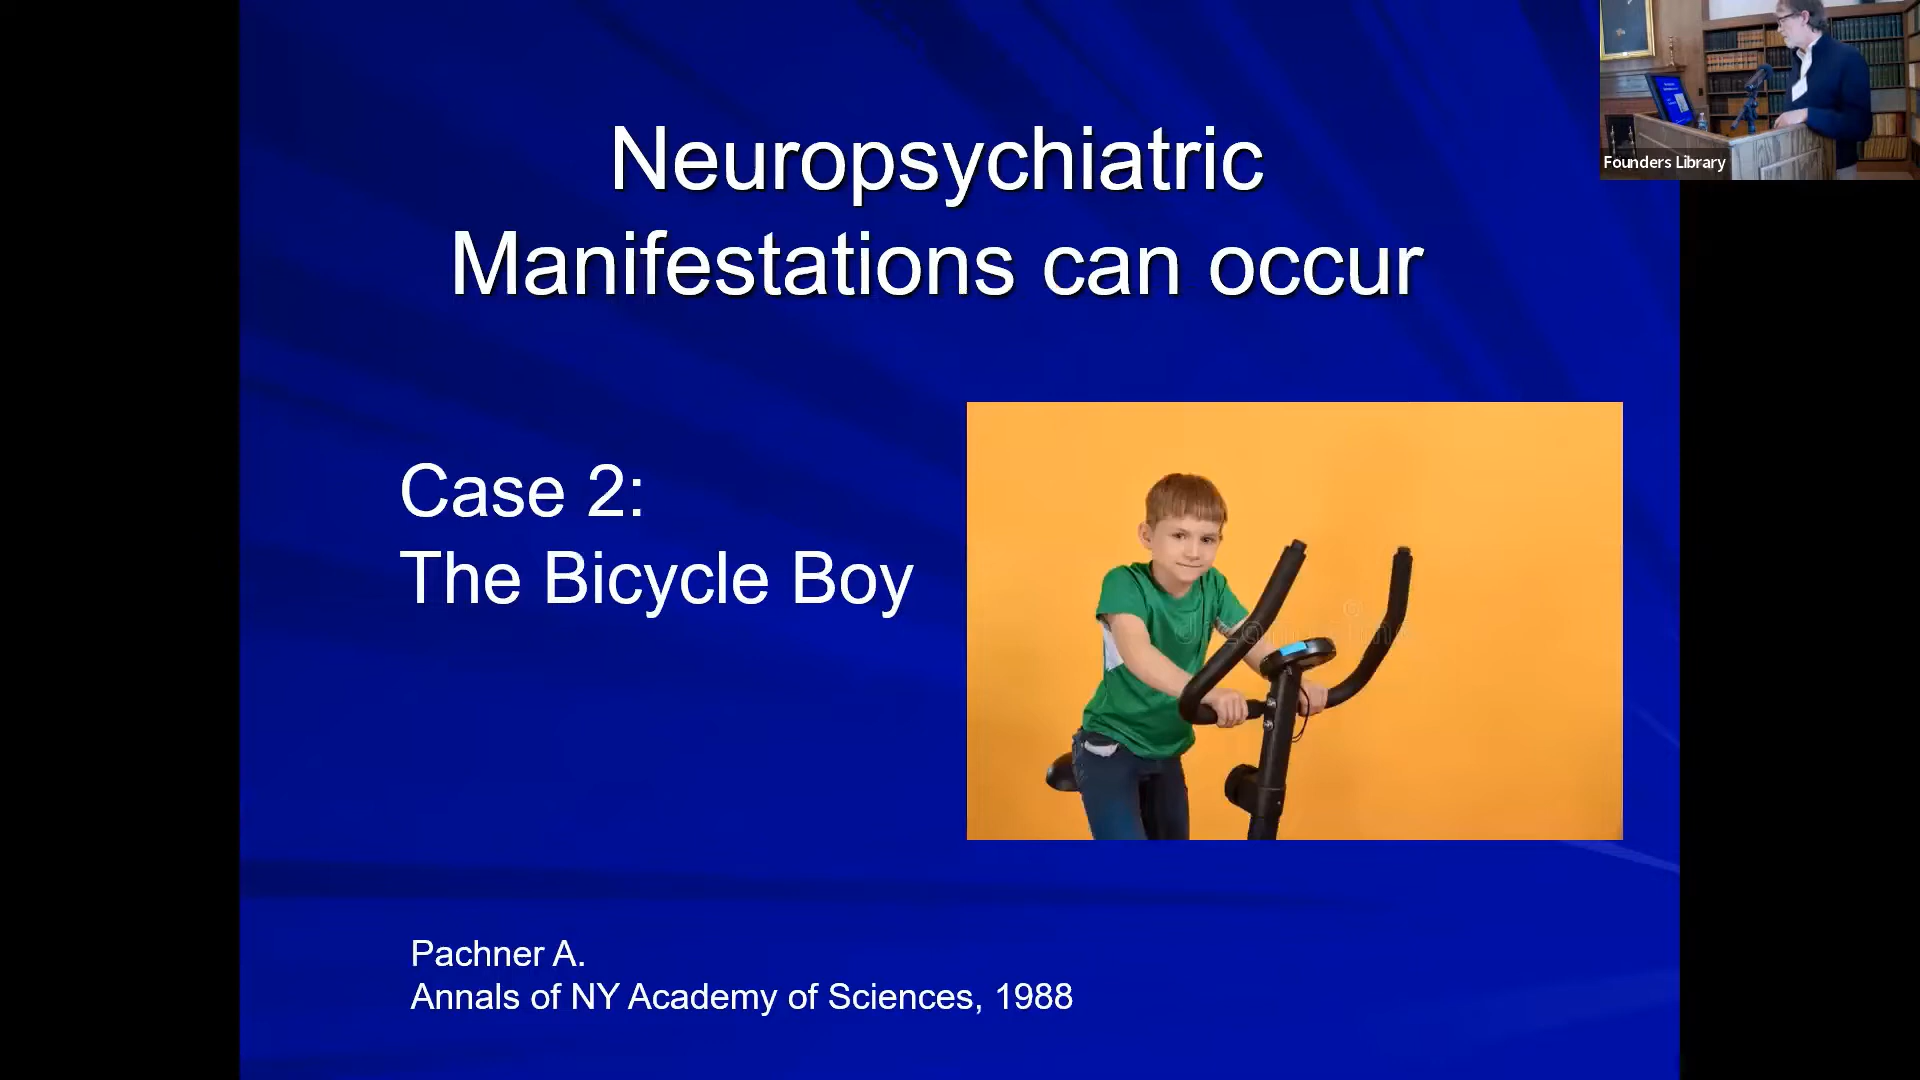 Neuropsychiatric
Manifestations can occur
Case 2:
The Bicycle Boy
Pachner A.
Annals of NY Academy of Sciences, 1988
Founders Library